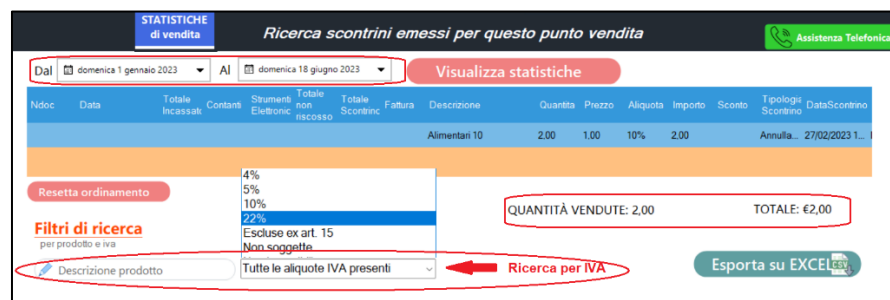 STATISTICHE
di vendita
Ricerca scontrini emessi per questo punto vendita
Assistenza Telefonica
Dal domenica 1 gennaio 2023 Al domenica 18 giugno 2023 Visualizza statistiche
Ndoc Data Totale Incassato Contanti Strumenti Elettronic Totale non riscosso Totale Scontrino Fattura Descrizione Quantita Prezzo Aliquota Importo Sconto Tipologia Scontrino DataScontrino
Alimentari 10 2,00 1,00 10% 2,00 Annulla... 27/02/2023 1...
4%
5%
10%
22%
Escluse ex art. 15
Non soggette
Resetta ordinamento
QUANTITÀ VENDUTE: 2,00 TOTALE: €2,00
Filtri di ricerca
per prodotto e iva
Descrizione prodotto Tutte le aliquote IVA presenti Ricerca per IVA Esporta su EXCEL CSV